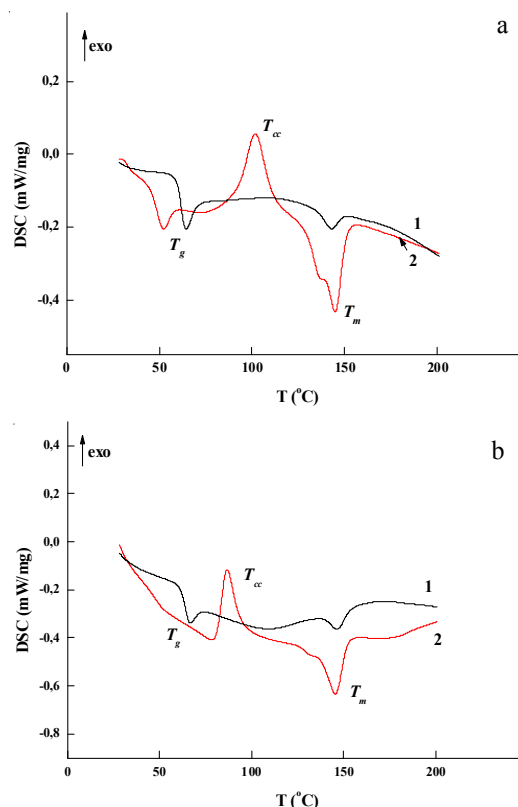 a
exo
0,2
0,0
-0,2
-0,4
DSC (mW/mg)
T_cc
T_g
T_m
1
2
0 50 100 150 200
T (°C)
b
exo
0,4
0,2
0,0
-0,2
-0,4
-0,6
-0,8
DSC (mW/mg)
T_cc
T_g
T_m
1
2
0 50 100 150 200
T (°C)